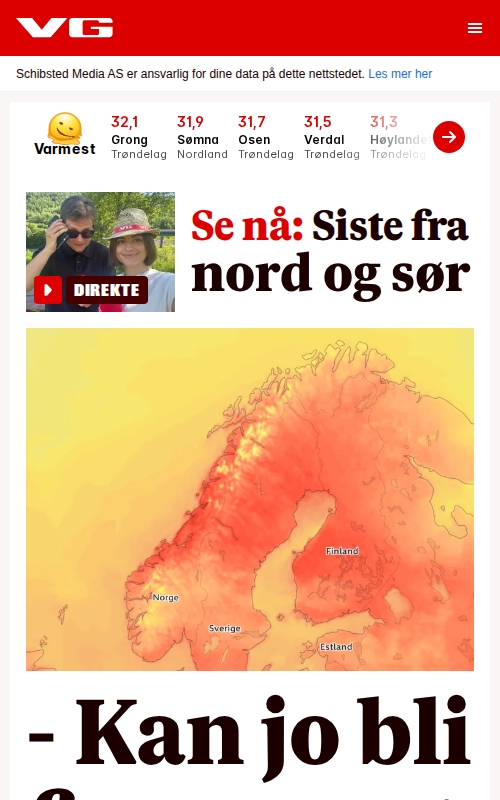 VG
Schibsted Media AS er ansvarlig for dine data på dette nettstedet. Les mer her
Varmest
32,1
Grong
Trøndelag
31,9
Sømna
Nordland
31,7
Osen
Trøndelag
31,5
Verdal
Trøndelag
31,3
Høylande
Trøndelag
DIREKTE
Se nå: Siste fra
nord og sør
Finland
Norge
Sverige
Estland
- Kan jo bli